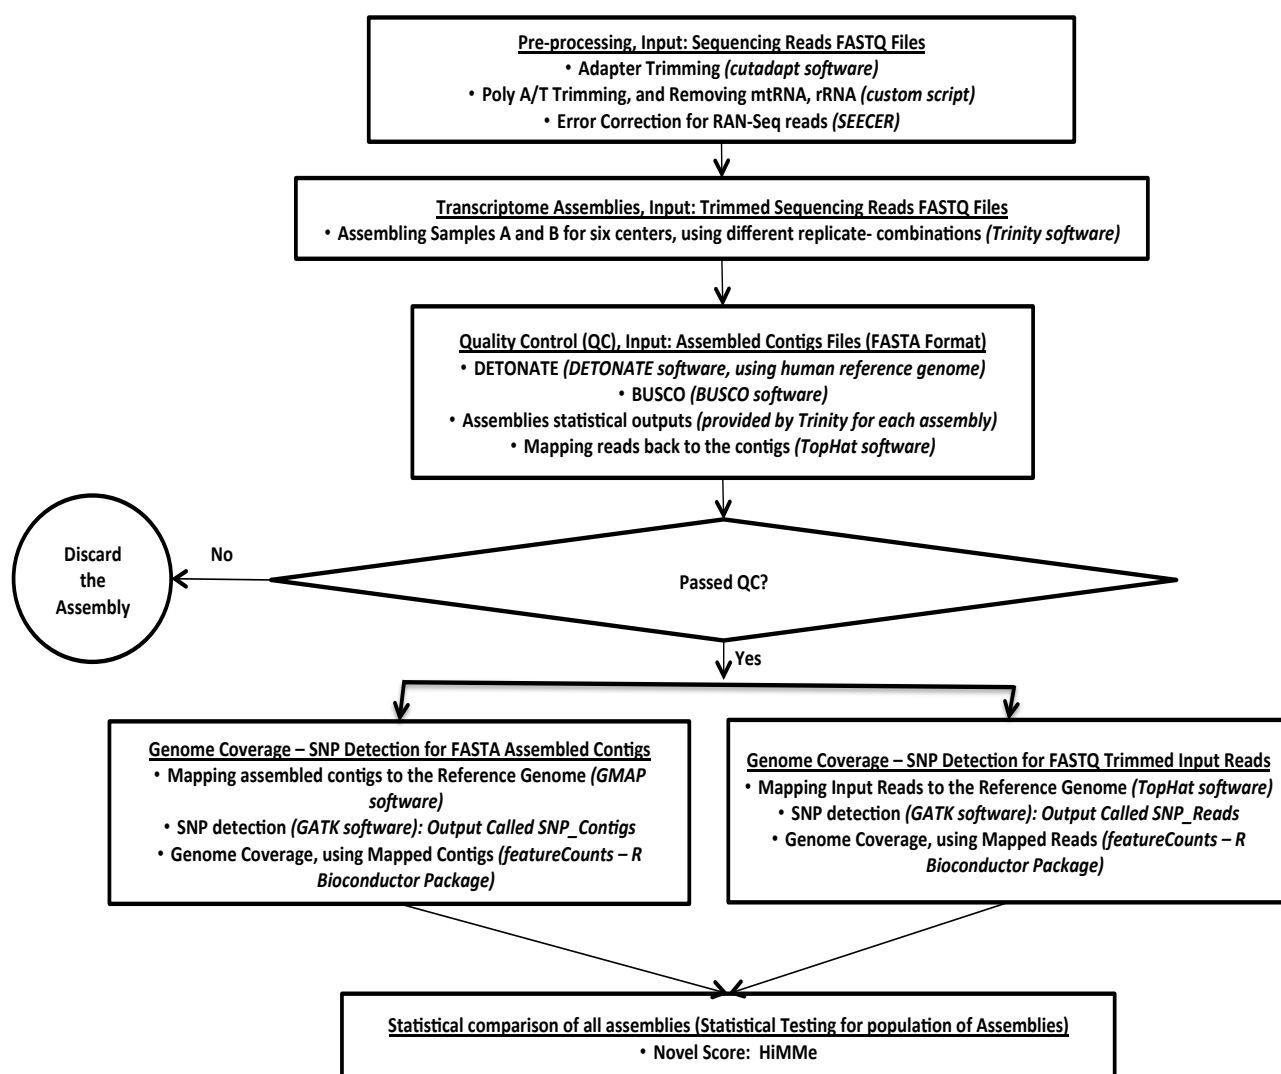 Pre-processing, Input: Sequencing Reads FASTQ Files
• Adapter Trimming (cutadapt software)
• Poly A/T Trimming, and Removing mtRNA, rRNA (custom script)
• Error Correction for RAN-Seq reads (SEECER)
Transcriptome Assemblies, Input: Trimmed Sequencing Reads FASTQ Files
• Assembling Samples A and B for six centers, using different replicate- combinations (Trinity software)
Quality Control (QC), Input: Assembled Contigs Files (FASTA Format)
• DETONATE (DETONATE software, using human reference genome)
• BUSCO (BUSCO software)
• Assemblies statistical outputs (provided by Trinity for each assembly)
• Mapping reads back to the contigs (TopHat software)
Discard
the
Assembly
No
Passed QC?
Yes
Genome Coverage – SNP Detection for FASTA Assembled Contigs
• Mapping assembled contigs to the Reference Genome (GMAP
software)
• SNP detection (GATK software): Output Called SNP_Contigs
• Genome Coverage, using Mapped Contigs (featureCounts – R
Bioconductor Package)
Genome Coverage – SNP Detection for FASTQ Trimmed Input Reads
• Mapping Input Reads to the Reference Genome (TopHat software)
• SNP detection (GATK software): Output Called SNP_Reads
• Genome Coverage, using Mapped Reads (featureCounts – R
Bioconductor Package)
Statistical comparison of all assemblies (Statistical Testing for population of Assemblies)
• Novel Score: HiMMe